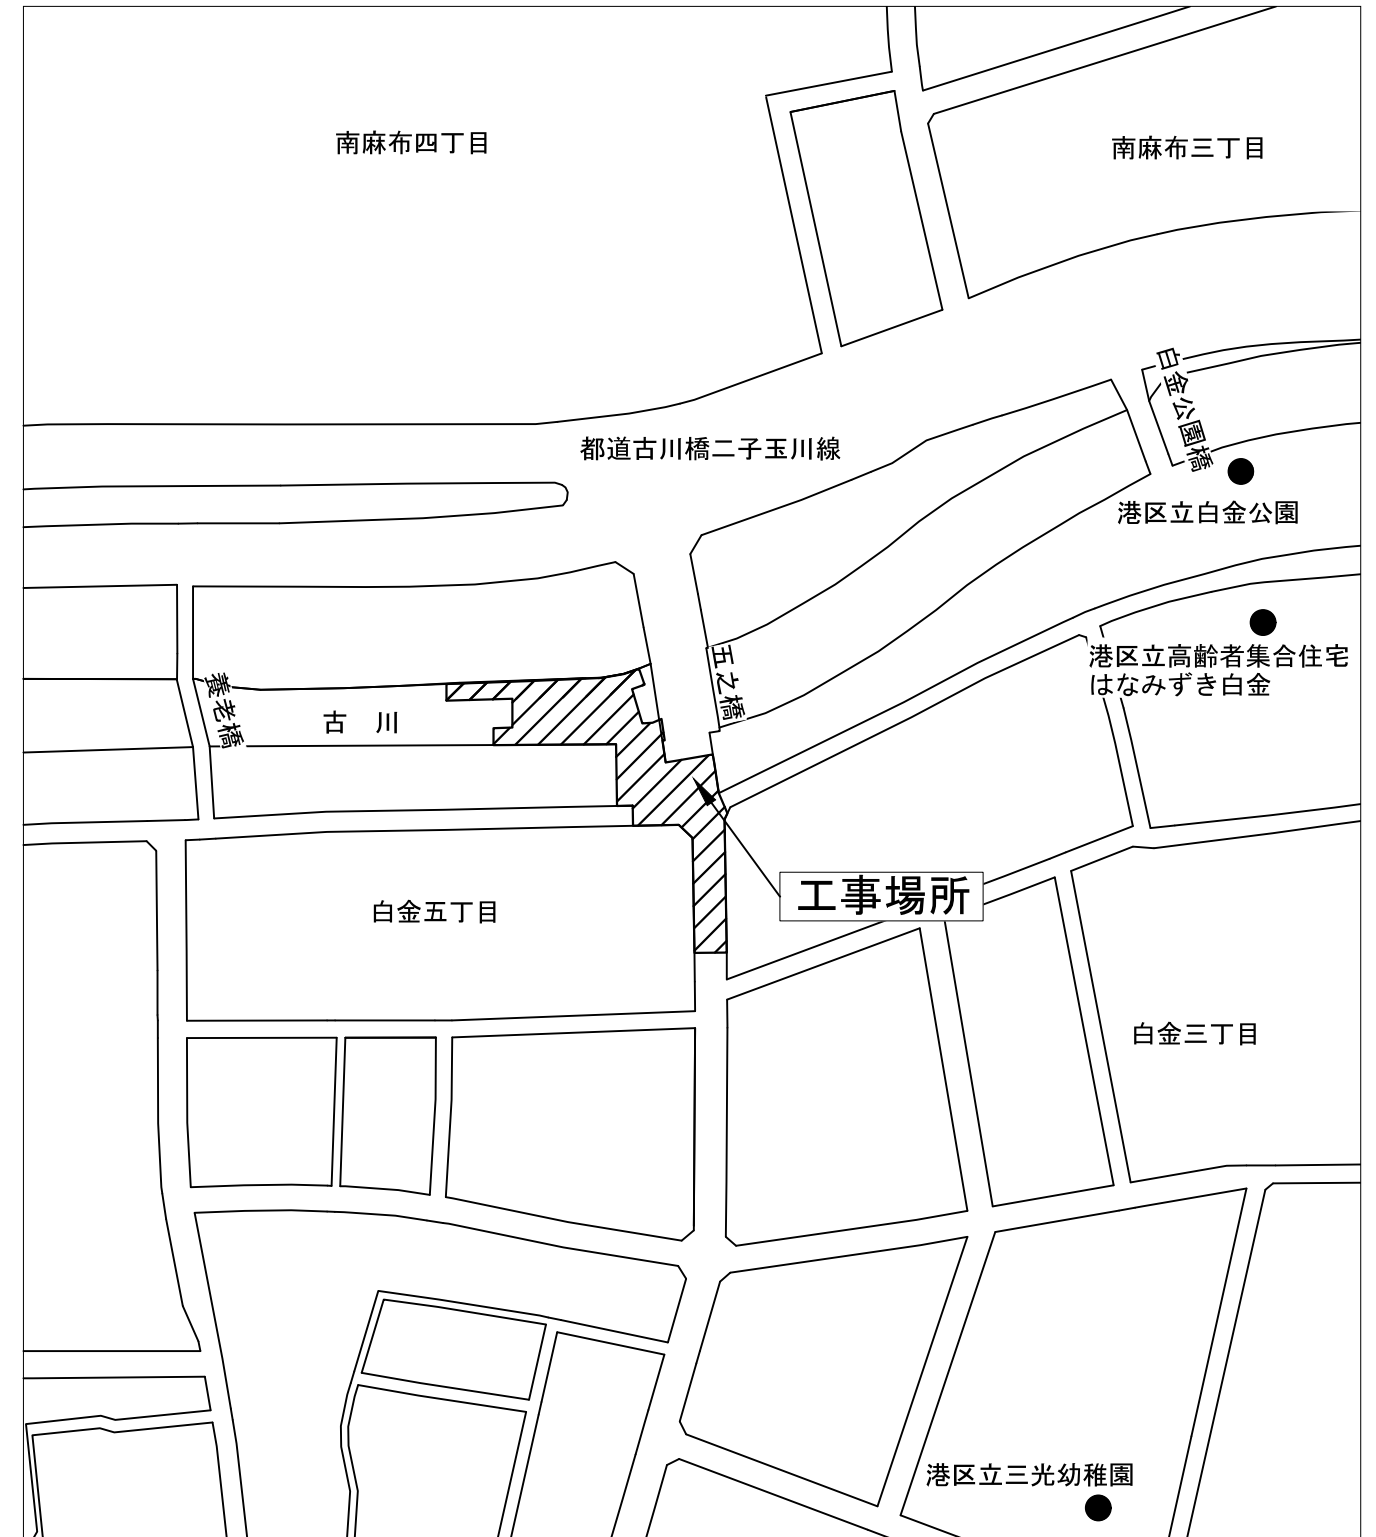 南麻布四丁目
南麻布三丁目
白金公園橋
都道古川橋二子玉川線
港区立白金公園
五之橋
港区立高齢者集合住宅
はなみずき白金
養老橋
古 川
工事場所
白金五丁目
白金三丁目
港区立三光幼稚園